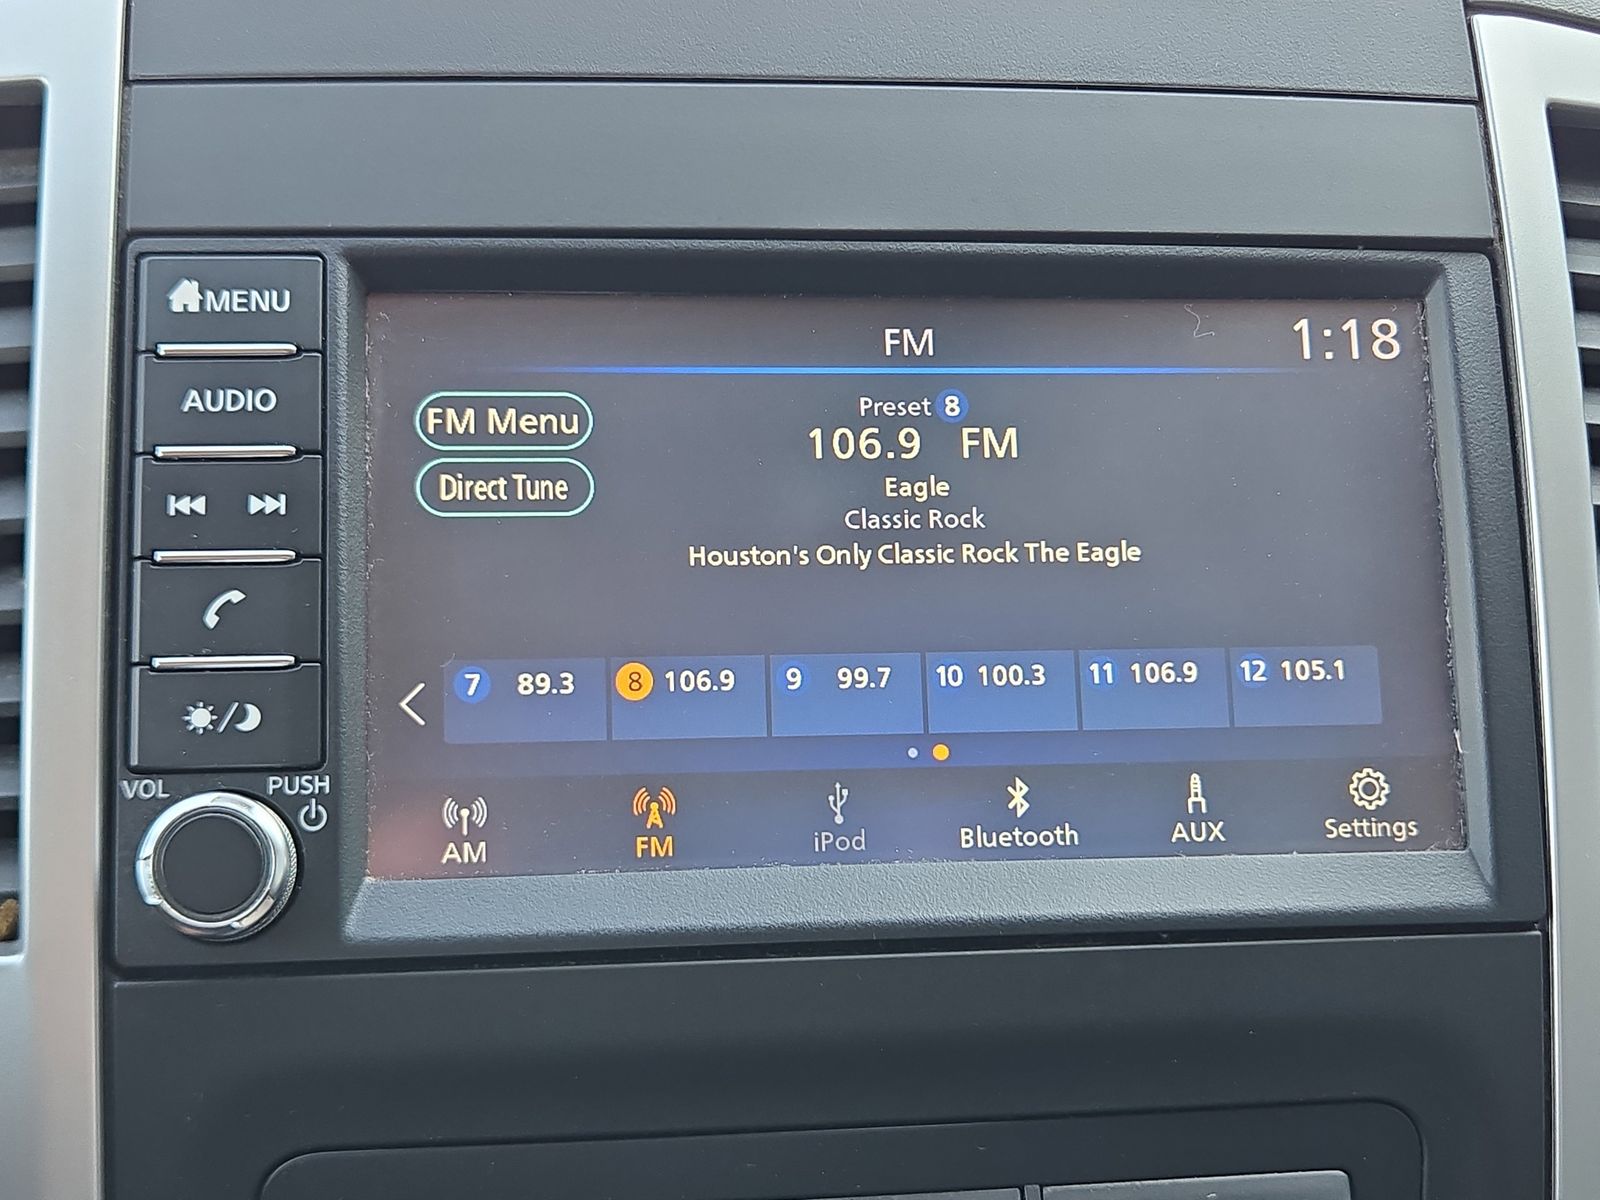 MENU
AUDIO
VOL
PUSH
FM
1:18
FM Menu
Direct Tune
Preset 8
106.9 FM
Eagle
Classic Rock
Houston's Only Classic Rock The Eagle
7 89.3
8 106.9
9 99.7
10 100.3
11 106.9
12 105.1
AM
FM
iPod
Bluetooth
AUX
Settings